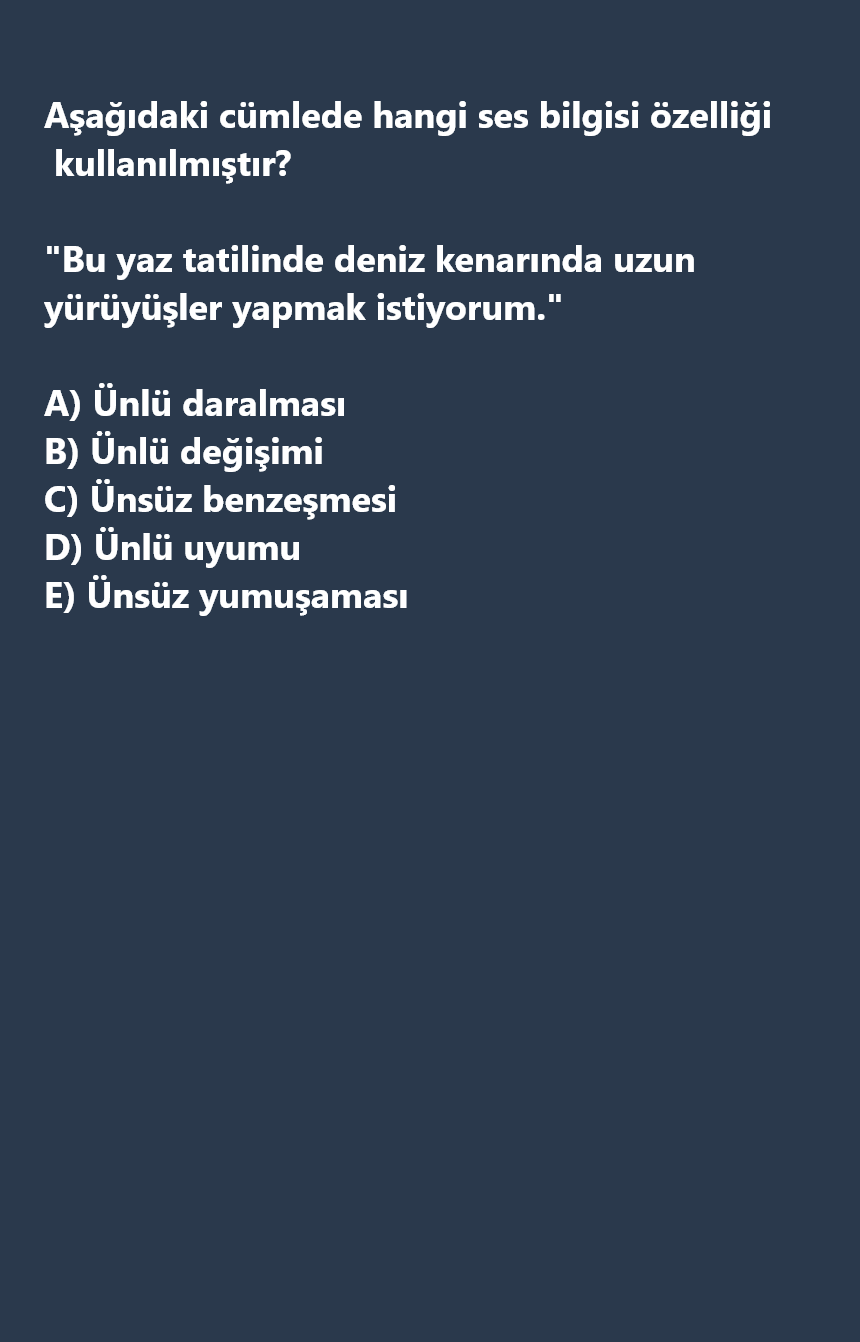 Aşağıdaki cümlede hangi ses bilgisi özelliği
kullanılmıştır?
"Bu yaz tatilinde deniz kenarında uzun
yürüyüşler yapmak istiyorum."
A) Ünlü daralması
B) Ünlü değişimi
C) Ünsüz benzeşmesi
D) Ünlü uyumu
E) Ünsüz yumuşaması